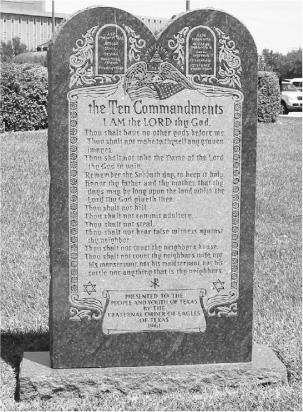 the Ten Commandments
I AM the LORD thy God.
Thou shalt have no other gods before me.
Thou shalt not make to thyself any graven
images.
Thou shalt not take the Name of the Lord
thy God in vain.
Remember the Sabbath day, to keep it holy.
Honor thy father and thy mother, that thy
days may be long upon the land which the
Lord thy God giveth thee.
Thou shalt not kill.
Thou shalt not commit adultery.
Thou shalt not steal.
Thou shalt not bear false witness against
thy neighbor.
Thou shalt not covet thy neighbor's house.
Thou shalt not covet thy neighbor's wife, nor
his manservant, nor his maidservant, nor his
cattle, nor anything that is thy neighbor's.
PRESENTED TO THE
PEOPLE AND YOUTH OF TEXAS
BY THE
FRATERNAL ORDER OF EAGLES
OF TEXAS
1961